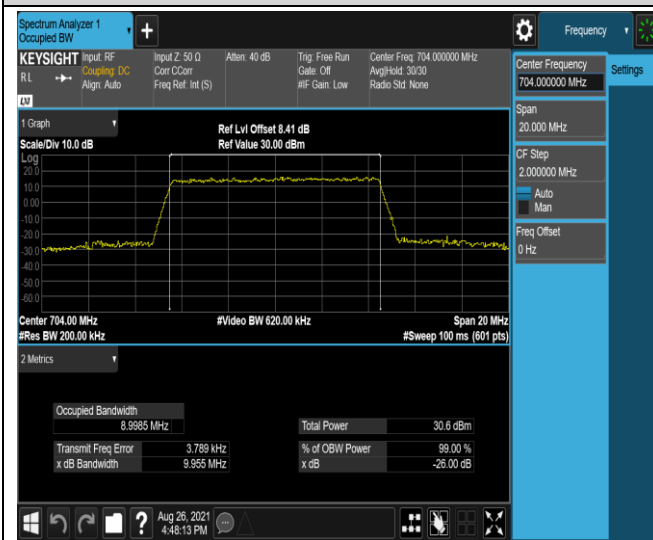 Spectrum Analyzer 1
Occupied BW
+
Frequency
KEYSIGHT
RL
LXI
Input: RF
Coupling: DC
Align: Auto
Input Z: 50 Ω
Corr CCorr
Freq Ref: Int (S)
Atten: 40 dB
Trig: Free Run
Gate: Off
#IF Gain: Low
Center Freq: 704.000000 MHz
Avg|Hold: 30/30
Radio Std: None
Center Frequency
704.000000 MHz
Settings
Span
20.000 MHz
CF Step
2.000000 MHz
Auto
Man
Freq Offset
0 Hz
1 Graph
Scale/Div 10.0 dB
Ref Lvl Offset 8.41 dB
Ref Value 30.00 dBm
Log
20.0
10.0
0.00
-10.0
-20.0
-30.0
-40.0
-50.0
-60.0
Center 704.00 MHz
#Res BW 200.00 kHz
#Video BW 620.00 kHz
Span 20 MHz
#Sweep 100 ms (601 pts)
2 Metrics
Occupied Bandwidth
8.9985 MHz
Transmit Freq Error 3.789 kHz
x dB Bandwidth 9.955 MHz
Total Power 30.6 dBm
% of OBW Power 99.00 %
x dB -26.00 dB
?
Aug 26, 2021
4:48:13 PM